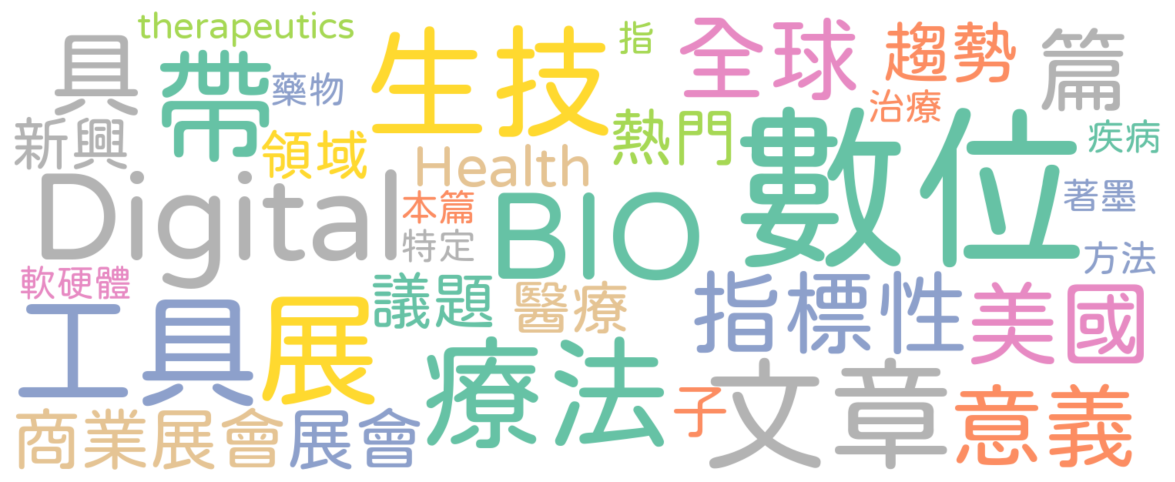 therapeutics
具
帶
藥物
生技
指
全球
趨勢
篇
新興
領域
Health
熱門
治療
數位
疾病
Digital
本篇
特定
BIO
著墨
方法
軟硬體
議題
醫療
指標性
美國
工具
展
療法
子
文章
意義
商業展會
展會